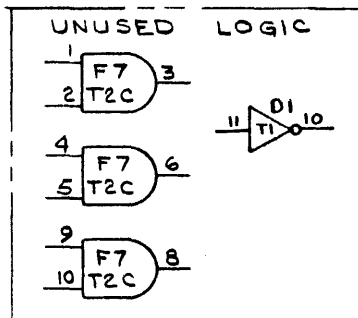 UNUSED LOGIC
1 F7 3
2 T2C
D1
11 T1 10
4 F7 6
5 T2C
9 F7 8
10 T2C